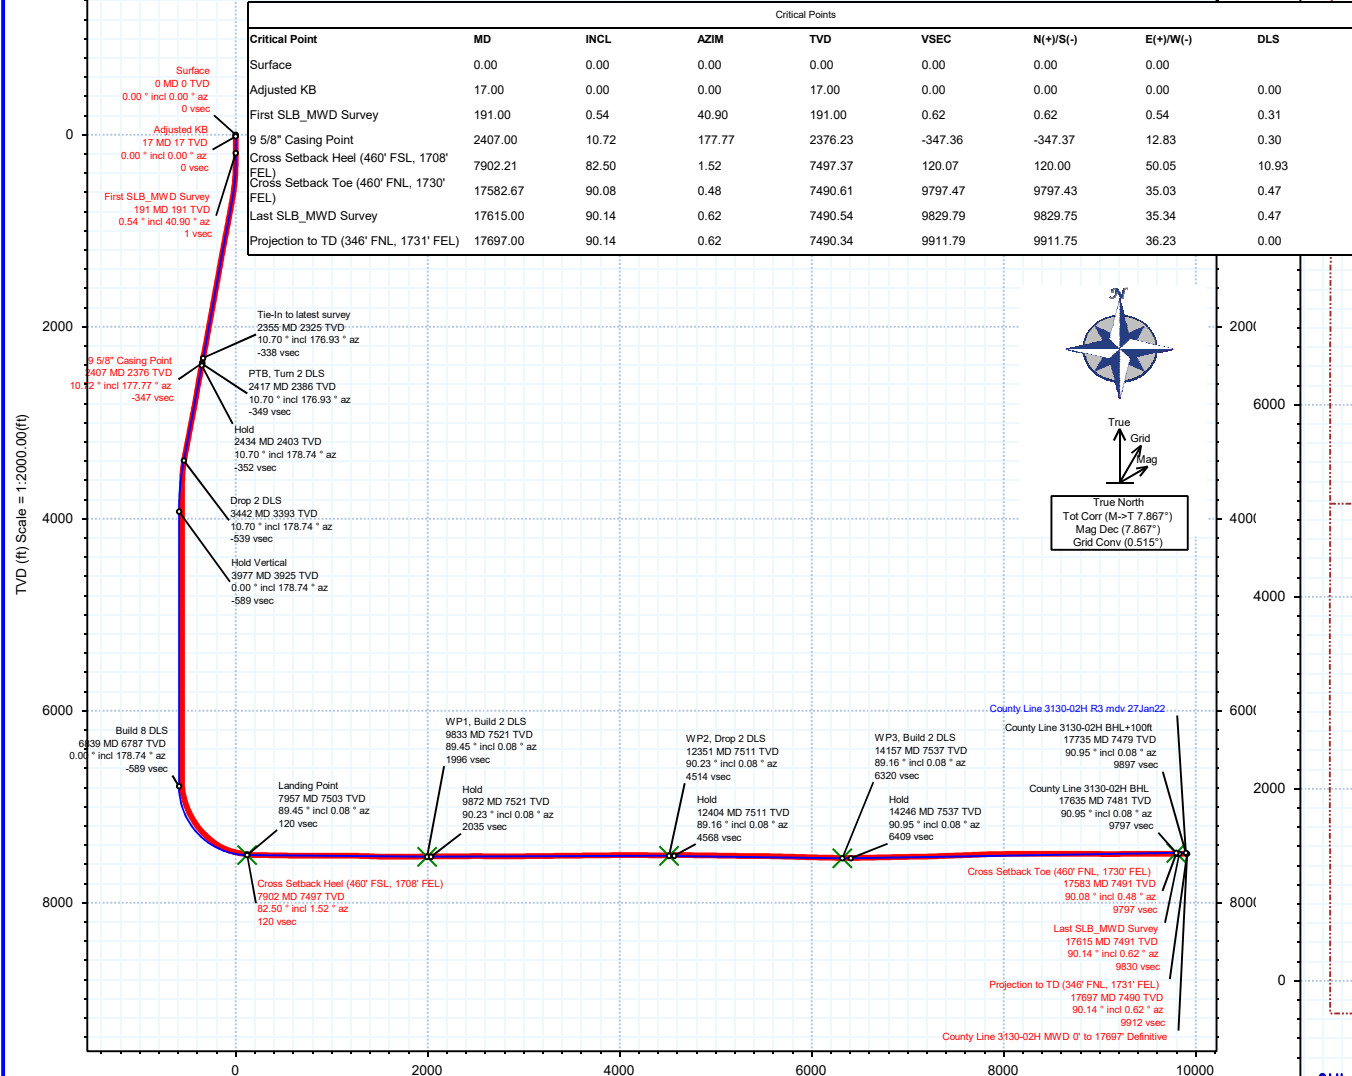 Critical Points
Critical Point MD INCL AZIM TVD VSEC N(+)/S(-) E(+)/W(-) DLS
Surface 0.00 0.00 0.00 0.00 0.00 0.00 0.00
Adjusted KB 17.00 0.00 0.00 17.00 0.00 0.00 0.00 0.00
First SLB_MWD Survey 191.00 0.54 40.90 191.00 0.62 0.62 0.54 0.31
9 5/8" Casing Point 2407.00 10.72 177.77 2376.23 -347.36 -347.37 12.83 0.30
Cross Setback Heel (460' FSL, 1708' FEL) 7902.21 82.50 1.52 7497.37 120.07 120.00 50.05 10.93
Cross Setback Toe (460' FNL, 1730' FEL) 17582.67 90.08 0.48 7490.61 9797.47 9797.43 35.03 0.47
Last SLB_MWD Survey 17615.00 90.14 0.62 7490.54 9829.79 9829.75 35.34 0.47
Projection to TD (346' FNL, 1731' FEL) 17697.00 90.14 0.62 7490.34 9911.79 9911.75 36.23 0.00
Surface
0 MD 0 TVD
0.00 ° incl 0.00 ° az
0 vsec
Adjusted KB
17 MD 17 TVD
0.00 ° incl 0.00 ° az
0 vsec
First SLB_MWD Survey
191 MD 191 TVD
0.54 ° incl 40.90 ° az
1 vsec
Tie-In to latest survey
2355 MD 2325 TVD
10.70 ° incl 176.93 ° az
-338 vsec
9 5/8" Casing Point
2407 MD 2376 TVD
10.72 ° incl 177.77 ° az
-347 vsec
PTB, Turn 2 DLS
2417 MD 2386 TVD
10.70 ° incl 176.93 ° az
-349 vsec
Hold
2434 MD 2403 TVD
10.70 ° incl 178.74 ° az
-352 vsec
Drop 2 DLS
3442 MD 3393 TVD
10.70 ° incl 178.74 ° az
-539 vsec
Hold Vertical
3977 MD 3925 TVD
0.00 ° incl 178.74 ° az
-589 vsec
Build 8 DLS
6839 MD 6787 TVD
0.00 ° incl 178.74 ° az
-589 vsec
Landing Point
7957 MD 7503 TVD
89.45 ° incl 0.08 ° az
120 vsec
Cross Setback Heel (460' FSL, 1708' FEL)
7902 MD 7497 TVD
82.50 ° incl 1.52 ° az
120 vsec
WP1, Build 2 DLS
9833 MD 7521 TVD
89.45 ° incl 0.08 ° az
1996 vsec
Hold
9872 MD 7521 TVD
90.23 ° incl 0.08 ° az
2035 vsec
WP2, Drop 2 DLS
12351 MD 7511 TVD
90.23 ° incl 0.08 ° az
4514 vsec
Hold
12404 MD 7511 TVD
89.16 ° incl 0.08 ° az
4568 vsec
WP3, Build 2 DLS
14157 MD 7537 TVD
89.16 ° incl 0.08 ° az
6320 vsec
Hold
14246 MD 7537 TVD
90.95 ° incl 0.08 ° az
6409 vsec
County Line 3130-02H R3 mdv 27Jan22
County Line 3130-02H BHL+100ft
17735 MD 7479 TVD
90.95 ° incl 0.08 ° az
9897 vsec
County Line 3130-02H BHL
17635 MD 7481 TVD
90.95 ° incl 0.08 ° az
9797 vsec
Cross Setback Toe (460' FNL, 1730' FEL)
17583 MD 7491 TVD
90.08 ° incl 0.48 ° az
9797 vsec
Last SLB_MWD Survey
17615 MD 7491 TVD
90.14 ° incl 0.62 ° az
9830 vsec
Projection to TD (346' FNL, 1731' FEL)
17697 MD 7490 TVD
90.14 ° incl 0.62 ° az
9912 vsec
County Line 3130-02H MWD 0' to 17697' Definitive
N
True
Grid
Mag
True North
Tot Corr (M->T 7.867°)
Mag Dec (7.867°)
Grid Conv (0.515°)
TVD (ft) Scale = 1:2000.00(ft)
0
2000
4000
6000
8000
0 2000 4000 6000 8000 10000
6000
4000
2000
0